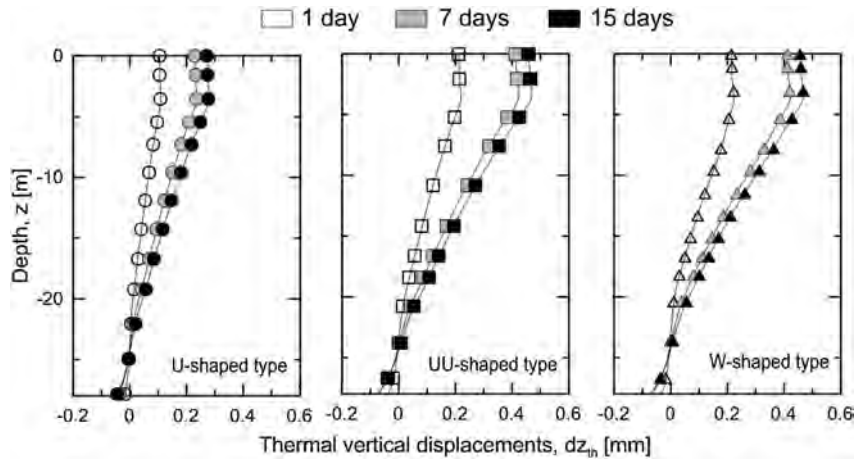 1 day 7 days 15 days
0
-10
-20
Depth, z [m]
U-shaped type
UU-shaped type
W-shaped type
-0.2 0 0.2 0.4 0.6
-0.2 0 0.2 0.4 0.6
-0.2 0 0.2 0.4 0.6
Thermal vertical displacements, dz_th [mm]